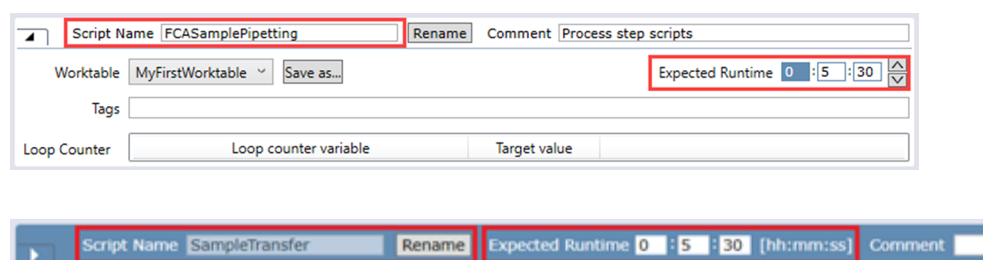 Script Name FCASamplePipetting Rename Comment Process step scripts
Worktable MyFirstWorktable Save as... Expected Runtime 0 : 5 : 30
Tags
Loop Counter Loop counter variable Target value
Script Name SampleTransfer Rename Expected Runtime 0 : 5 : 30 [hh:mm:ss] Comment